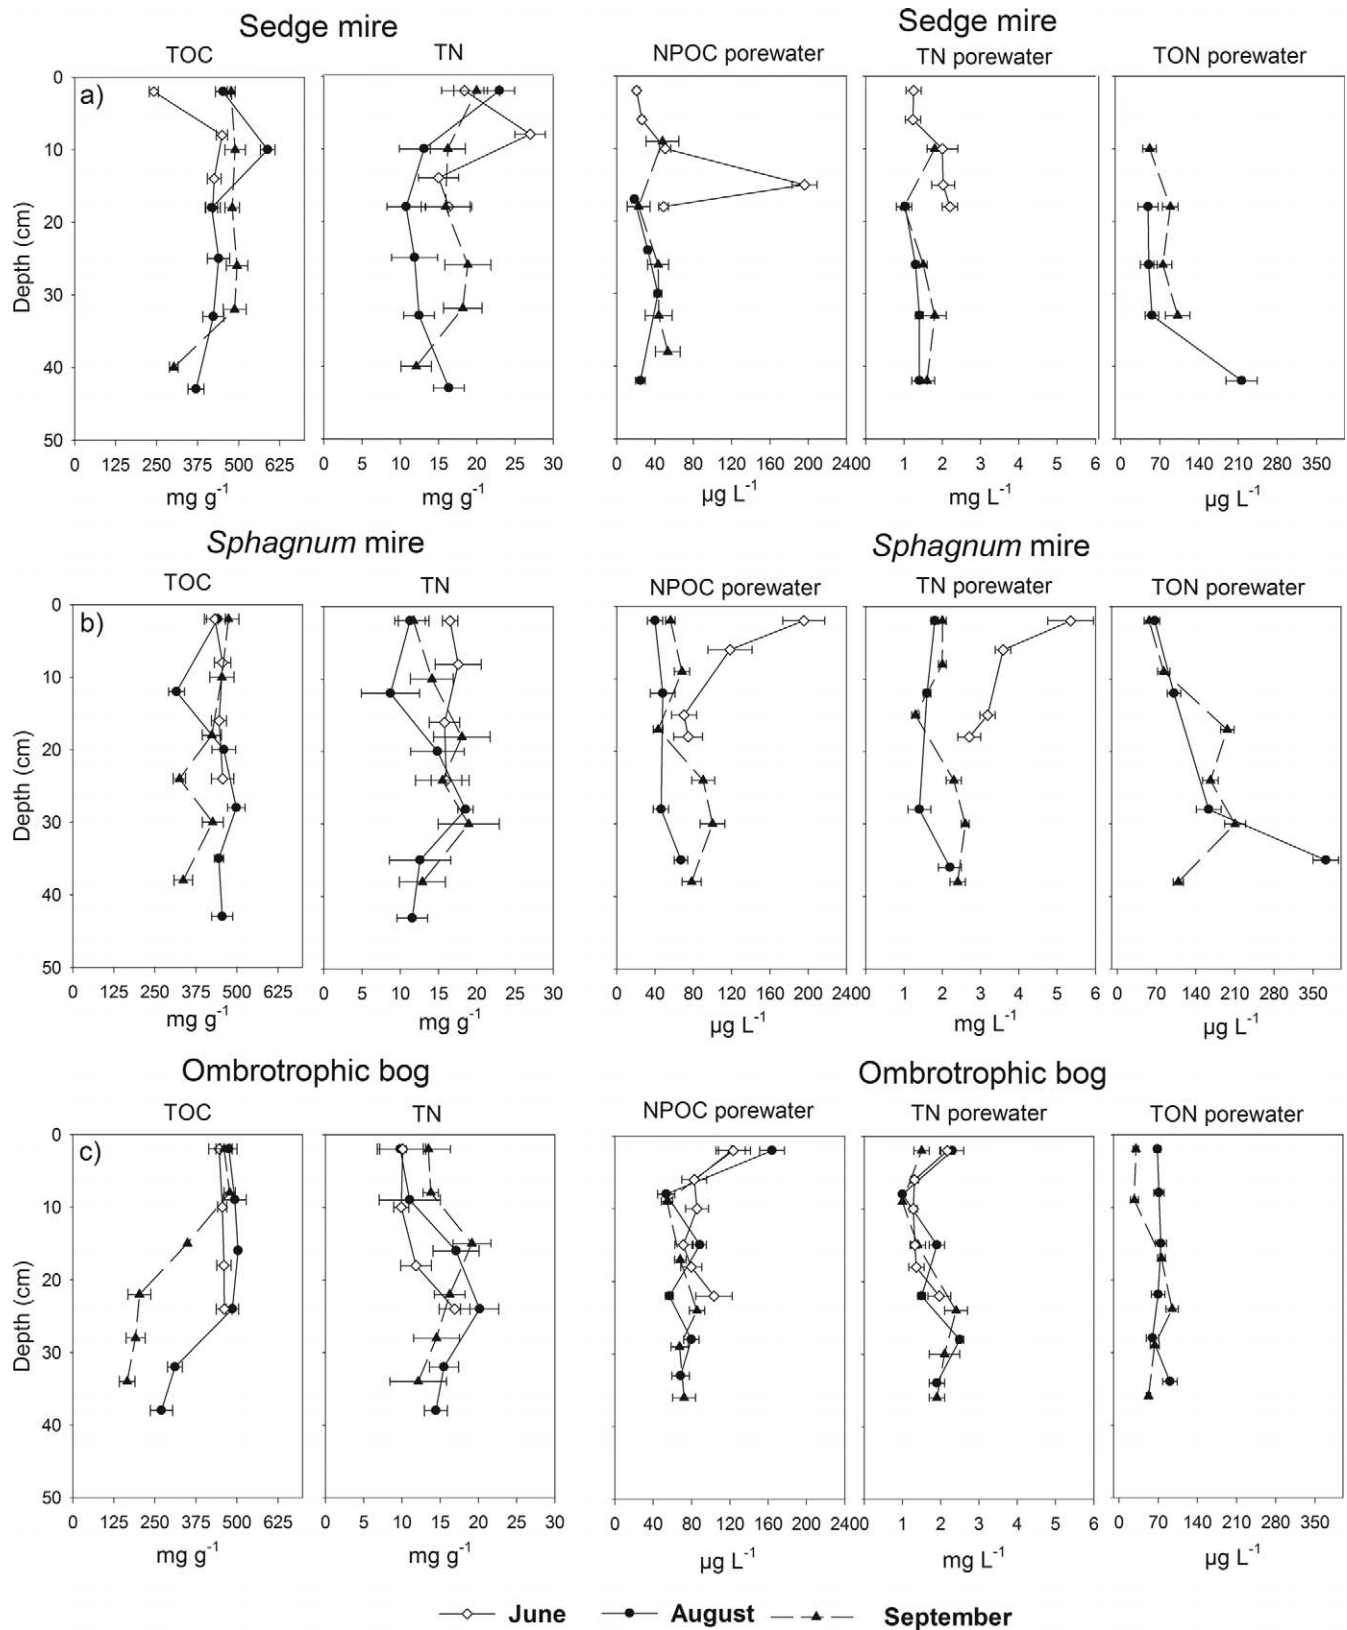 Sedge mire
Sedge mire
TOC
TN
NPOC porewater
TN porewater
TON porewater
a)
Depth (cm)
0
10
20
30
40
50
0 125 250 375 500 625
0 5 10 15 20 25 30
0 40 80 120 160 200 240
0 1 2 3 4 5 6
0 70 140 210 280 350
mg g⁻¹
mg g⁻¹
µg L⁻¹
mg L⁻¹
µg L⁻¹
Sphagnum mire
Sphagnum mire
TOC
TN
NPOC porewater
TN porewater
TON porewater
b)
Depth (cm)
0
10
20
30
40
50
0 125 250 375 500 625
0 5 10 15 20 25 30
0 40 80 120 160 200 240
0 1 2 3 4 5 6
0 70 140 210 280 350
mg g⁻¹
mg g⁻¹
µg L⁻¹
mg L⁻¹
µg L⁻¹
Ombrotrophic bog
Ombrotrophic bog
TOC
TN
NPOC porewater
TN porewater
TON porewater
c)
Depth (cm)
0
10
20
30
40
50
0 125 250 375 500 625
0 5 10 15 20 25 30
0 40 80 120 160 200 240
0 1 2 3 4 5 6
0 70 140 210 280 350
mg g⁻¹
mg g⁻¹
µg L⁻¹
mg L⁻¹
µg L⁻¹
June August September